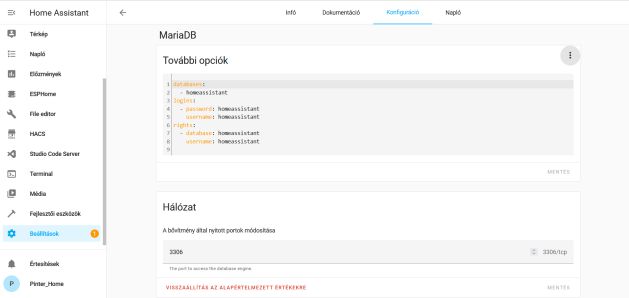 Home Assistant
Térkép
Napló
Előzmények
ESPHome
File editor
HACS
Studio Code Server
Terminal
Média
Fejlesztői eszközök
Beállítások
1
Értesítések
P
Pinter_Home
Infó
Dokumentáció
Konfiguráció
Napló
MariaDB
További opciók
1 databases:
2 - homeassistant
3 logins:
4 - password: homeassistant
5 username: homeassistant
6 rights:
7 - database: homeassistant
8 username: homeassistant
9
MENTÉS
Hálózat
A bővítmény által nyitott portok módosítása
3306
3306/tcp
The port to access the database engine.
VISSZAÁLLÍTÁS AZ ALAPÉRTELMEZETT ÉRTÉKEKRE
MENTÉS